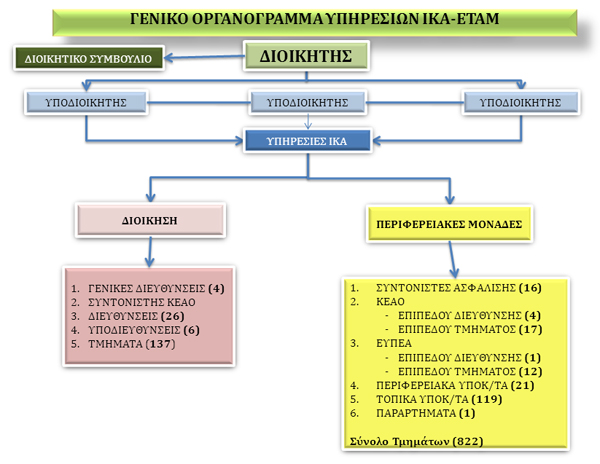 ΓΕΝΙΚΟ ΟΡΓΑΝΟΓΡΑΜΜΑ ΥΠΗΡΕΣΙΩΝ ΙΚΑ-ΕΤΑΜ
ΔΙΟΙΚΗΤΙΚΟ ΣΥΜΒΟΥΛΙΟ
ΔΙΟΙΚΗΤΗΣ
ΥΠΟΔΙΟΙΚΗΤΗΣ
ΥΠΟΔΙΟΙΚΗΤΗΣ
ΥΠΟΔΙΟΙΚΗΤΗΣ
ΥΠΗΡΕΣΙΕΣ ΙΚΑ
ΔΙΟΙΚΗΣΗ
1. ΓΕΝΙΚΕΣ ΔΙΕΥΘΥΝΣΕΙΣ (4)
2. ΣΥΝΤΟΝΙΣΤΗΣ ΚΕΑΟ
3. ΔΙΕΥΘΥΝΣΕΙΣ (26)
4. ΥΠΟΔΙΕΥΘΥΝΣΕΙΣ (6)
5. ΤΜΗΜΑΤΑ (137)
ΠΕΡΙΦΕΡΕΙΑΚΕΣ ΜΟΝΑΔΕΣ
1. ΣΥΝΤΟΝΙΣΤΕΣ ΑΣΦΑΛΙΣΗΣ (16)
2. ΚΕΑΟ
- ΕΠΙΠΕΔΟΥ ΔΙΕΥΘΥΝΣΗΣ (4)
- ΕΠΙΠΕΔΟΥ ΤΜΗΜΑΤΟΣ (17)
3. ΕΥΠΕΑ
- ΕΠΙΠΕΔΟΥ ΔΙΕΥΘΥΝΣΗΣ (1)
- ΕΠΙΠΕΔΟΥ ΤΜΗΜΑΤΟΣ (12)
4. ΠΕΡΙΦΕΡΕΙΑΚΑ ΥΠΟΚ/ΤΑ (21)
5. ΤΟΠΙΚΑ ΥΠΟΚ/ΤΑ (119)
6. ΠΑΡΑΡΤΗΜΑΤΑ (1)
Σύνολο Τμημάτων (822)